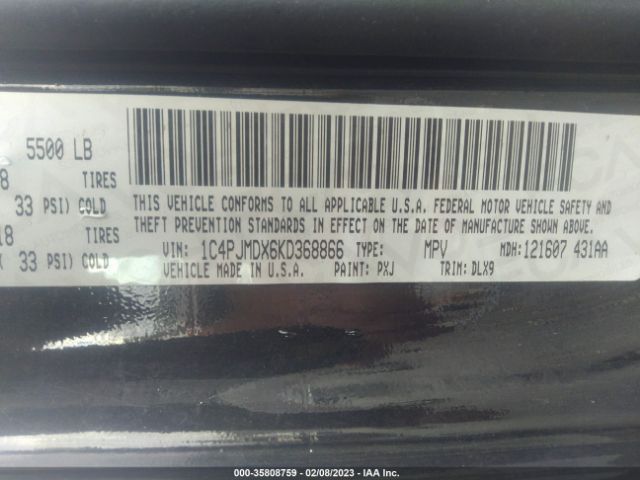 5500 LB
8 TIRES
33 PSI) COLD
18 TIRES
33 PSI) COLD
THIS VEHICLE CONFORMS TO ALL APPLICABLE U.S.A. FEDERAL MOTOR VEHICLE SAFETY AND
THEFT PREVENTION STANDARDS IN EFFECT ON THE DATE OF MANUFACTURE SHOWN ABOVE.
VIN: 1C4PJMDX6KD368866 TYPE: MPV MDH:121607 431AA
VEHICLE MADE IN U.S.A. PAINT: PXJ TRIM: DLX9
000-35808759 - 02/08/2023 - IAA Inc.